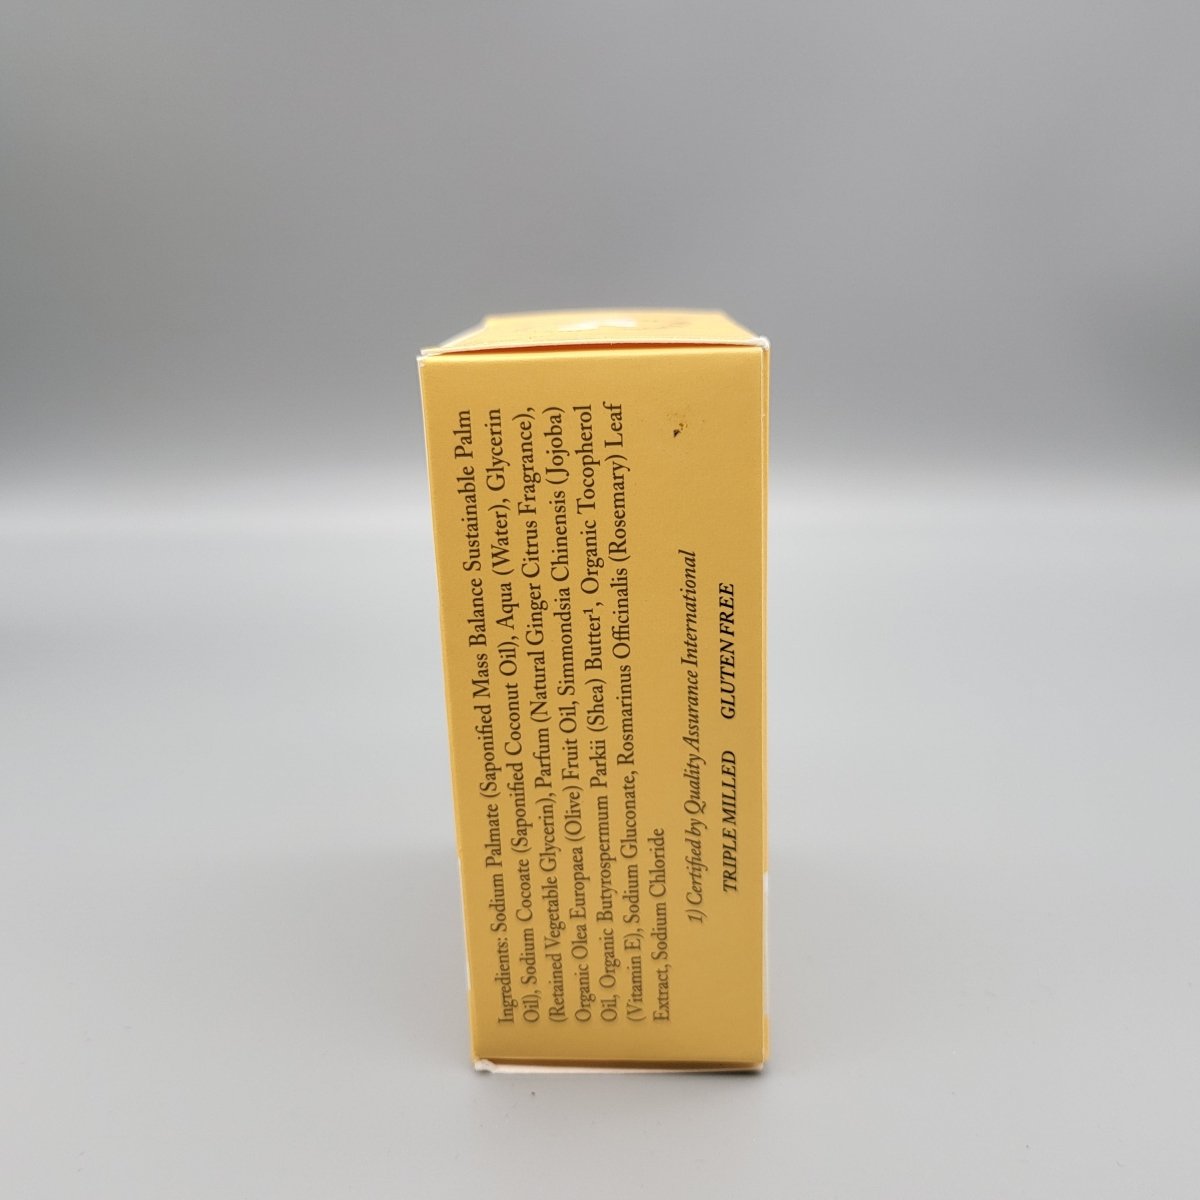 Ingredients: Sodium Palmate (Saponified Mass Balance Sustainable Palm
Oil), Sodium Cocoate (Saponified Coconut Oil), Aqua (Water), Glycerin
(Retained Vegetable Glycerin), Parfum (Natural Ginger Citrus Fragrance),
Organic Olea Europaea (Olive) Fruit Oil, Simmondsia Chinensis (Jojoba)
Oil, Organic Butyrospermum Parkii (Shea) Butter¹, Organic Tocopherol
(Vitamin E), Sodium Gluconate, Rosmarinus Officinalis (Rosemary) Leaf
Extract, Sodium Chloride
1) Certified by Quality Assurance International
TRIPLE MILLED GLUTEN FREE